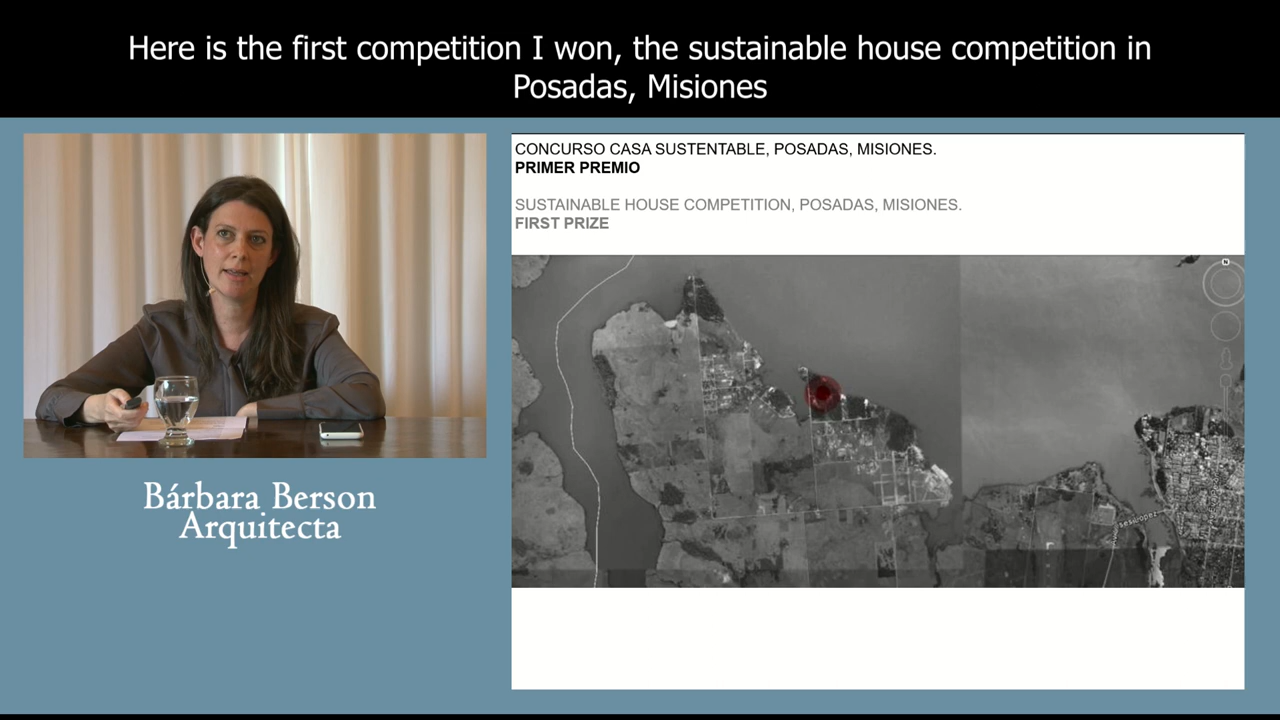 Here is the first competition I won, the sustainable house competition in
Posadas, Misiones
CONCURSO CASA SUSTENTABLE, POSADAS, MISIONES.
PRIMER PREMIO
SUSTAINABLE HOUSE COMPETITION, POSADAS, MISIONES.
FIRST PRIZE
N
Bárbara Berson
Arquitecta